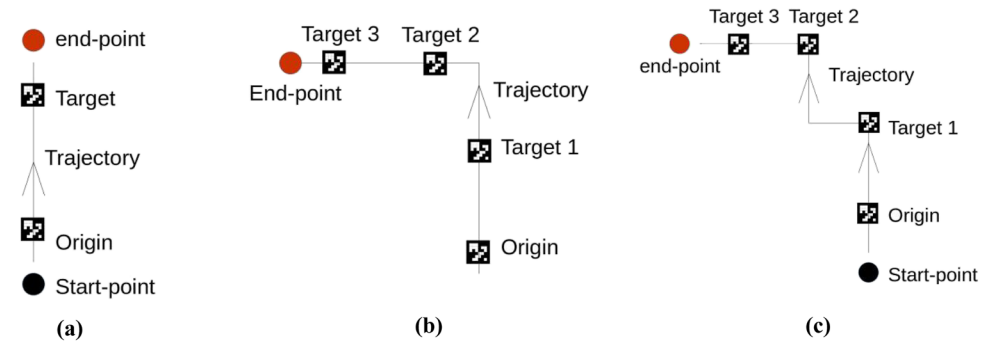 end-point
Target
Trajectory
Origin
Start-point
(a)
Target 3 Target 2
End-point
Trajectory
Target 1
Origin
(b)
Target 3 Target 2
end-point
Trajectory
Target 1
Origin
Start-point
(c)